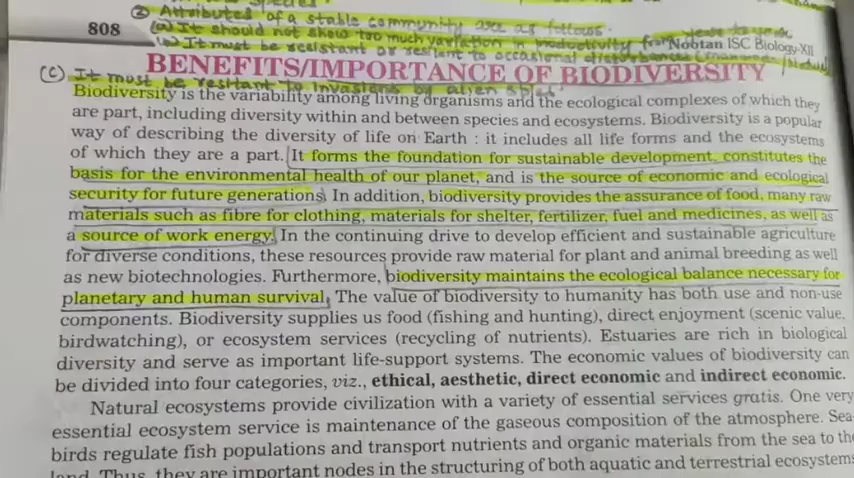 ② Attributed of a stable community are as follows.
808
(a) It should not show too much variation in productivity from year to year
Nootan ISC Biology-XII
(b) It must be resistant or resilent to occasional disturbances
(c) It must be resittant to invasions by alien
BENEFITS/IMPORTANCE OF BIODIVERSITY
Biodiversity is the variability among living organisms and the ecological complexes of which they
are part, including diversity within and between species and ecosystems. Biodiversity is a popular
way of describing the diversity of life on Earth : it includes all life forms and the ecosystems
of which they are a part. It forms the foundation for sustainable development, constitutes the
basis for the environmental health of our planet, and is the source of economic and ecological
security for future generations. In addition, biodiversity provides the assurance of food, many raw
materials such as fibre for clothing, materials for shelter, fertilizer, fuel and medicines, as well as
a source of work energy. In the continuing drive to develop efficient and sustainable agriculture
for diverse conditions, these resources provide raw material for plant and animal breeding as well
as new biotechnologies. Furthermore, biodiversity maintains the ecological balance necessary for
planetary and human survival. The value of biodiversity to humanity has both use and non-use
components. Biodiversity supplies us food (fishing and hunting), direct enjoyment (scenic value,
birdwatching), or ecosystem services (recycling of nutrients). Estuaries are rich in biological
diversity and serve as important life-support systems. The economic values of biodiversity can
be divided into four categories, viz., ethical, aesthetic, direct economic and indirect economic.
Natural ecosystems provide civilization with a variety of essential services gratis. One very
essential ecosystem service is maintenance of the gaseous composition of the atmosphere. Sea-
birds regulate fish populations and transport nutrients and organic materials from the sea to the
land. Thus, they are important nodes in the structuring of both aquatic and terrestrial ecosystems